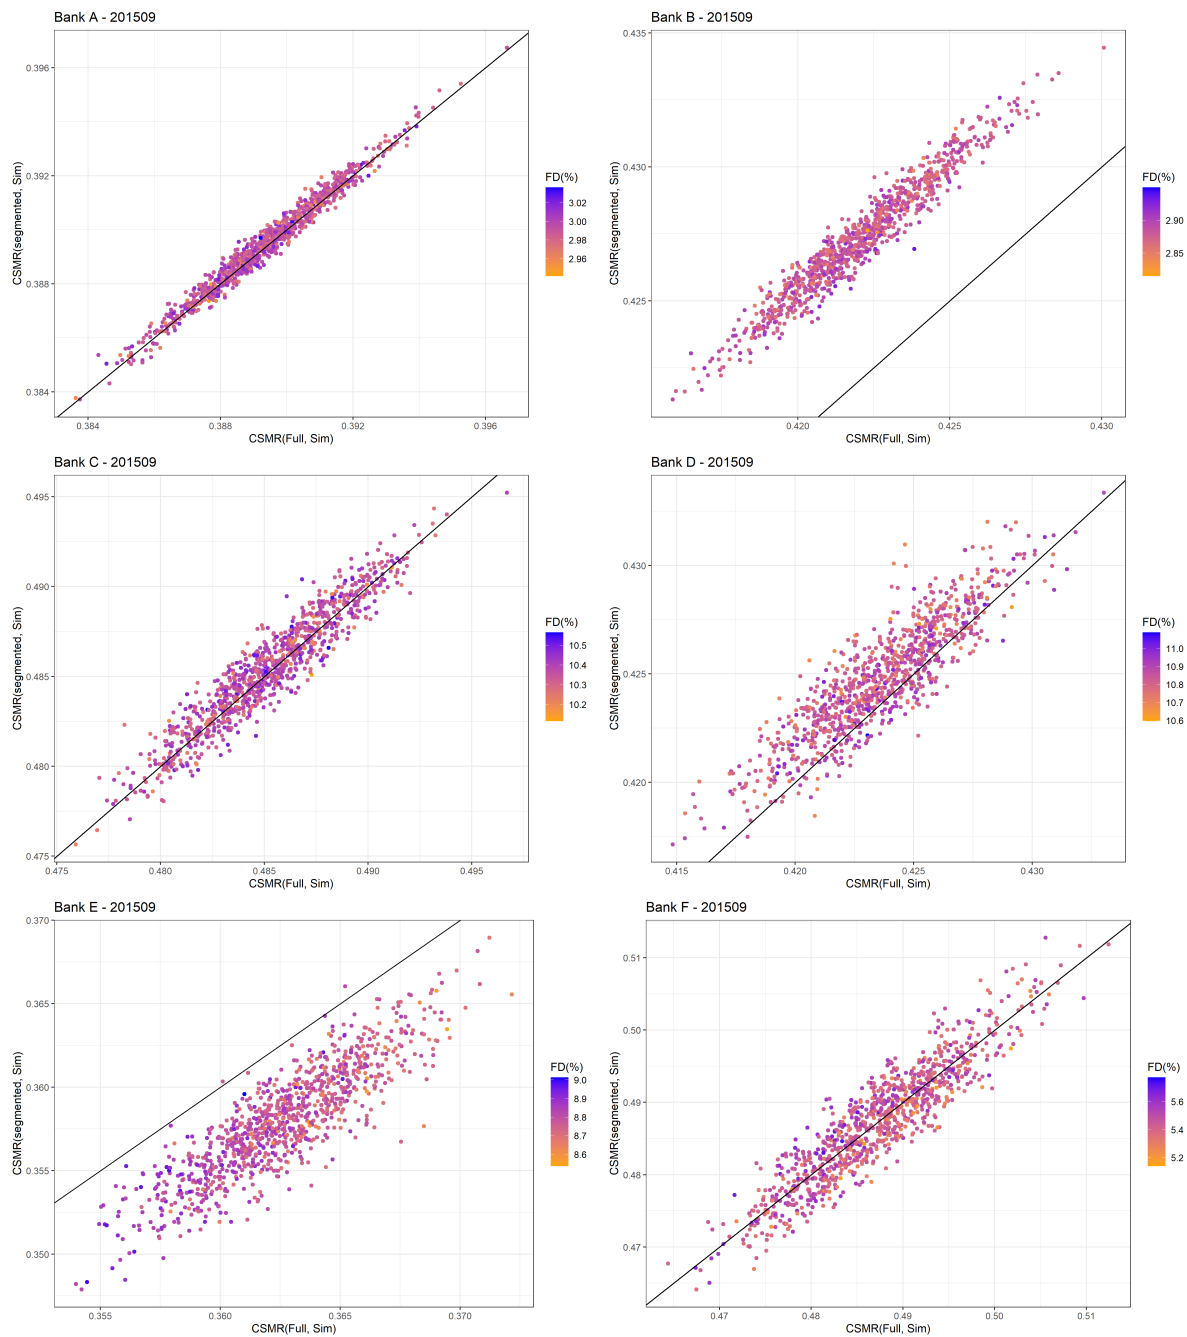 Bank A - 201509
0.396
0.392
0.388
0.384
CSMR(segmented, Sim)
0.384 0.388 0.392 0.396
CSMR(Full, Sim)
FD(%)
3.02
3.00
2.98
2.96
Bank B - 201509
0.435
0.430
0.425
CSMR(segmented, Sim)
0.420 0.425 0.430
CSMR(Full, Sim)
FD(%)
2.90
2.85
Bank C - 201509
0.495
0.490
0.485
0.480
0.475
CSMR(segmented, Sim)
0.475 0.480 0.485 0.490 0.495
CSMR(Full, Sim)
FD(%)
10.5
10.4
10.3
10.2
Bank D - 201509
0.430
0.425
0.420
CSMR(segmented, Sim)
0.415 0.420 0.425 0.430
CSMR(Full, Sim)
FD(%)
11.0
10.9
10.8
10.7
10.6
Bank E - 201509
0.370
0.365
0.360
0.355
0.350
CSMR(segmented, Sim)
0.355 0.360 0.365 0.370
CSMR(Full, Sim)
FD(%)
9.0
8.9
8.8
8.7
8.6
Bank F - 201509
0.51
0.50
0.49
0.48
0.47
CSMR(segmented, Sim)
0.47 0.48 0.49 0.50 0.51
CSMR(Full, Sim)
FD(%)
5.6
5.4
5.2